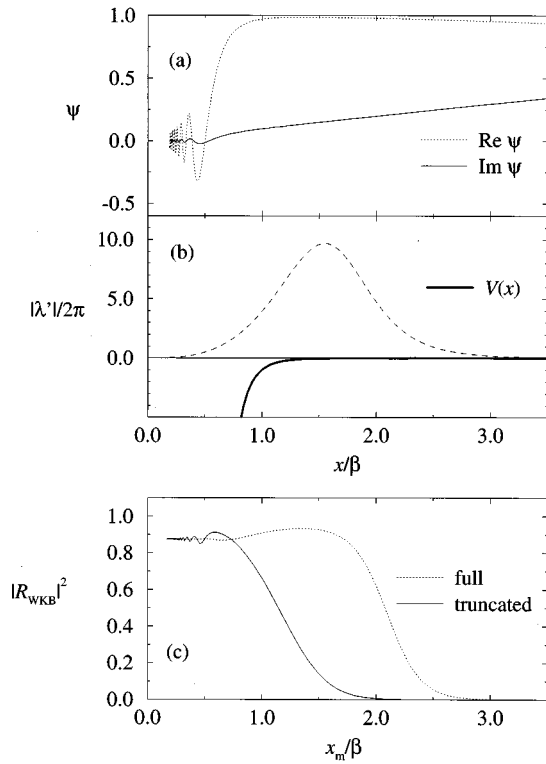 1.0
(a)
0.5
Ψ
0.0
Re Ψ
Im Ψ
-0.5
10.0
(b)
V(x)
5.0
|λ'|/2π
0.0
0.0 1.0 2.0 3.0
x/β
1.0
0.8
full
|R_WKB|²
0.6
truncated
0.4
0.2
(c)
0.0
0.0 1.0 2.0 3.0
x_m/β